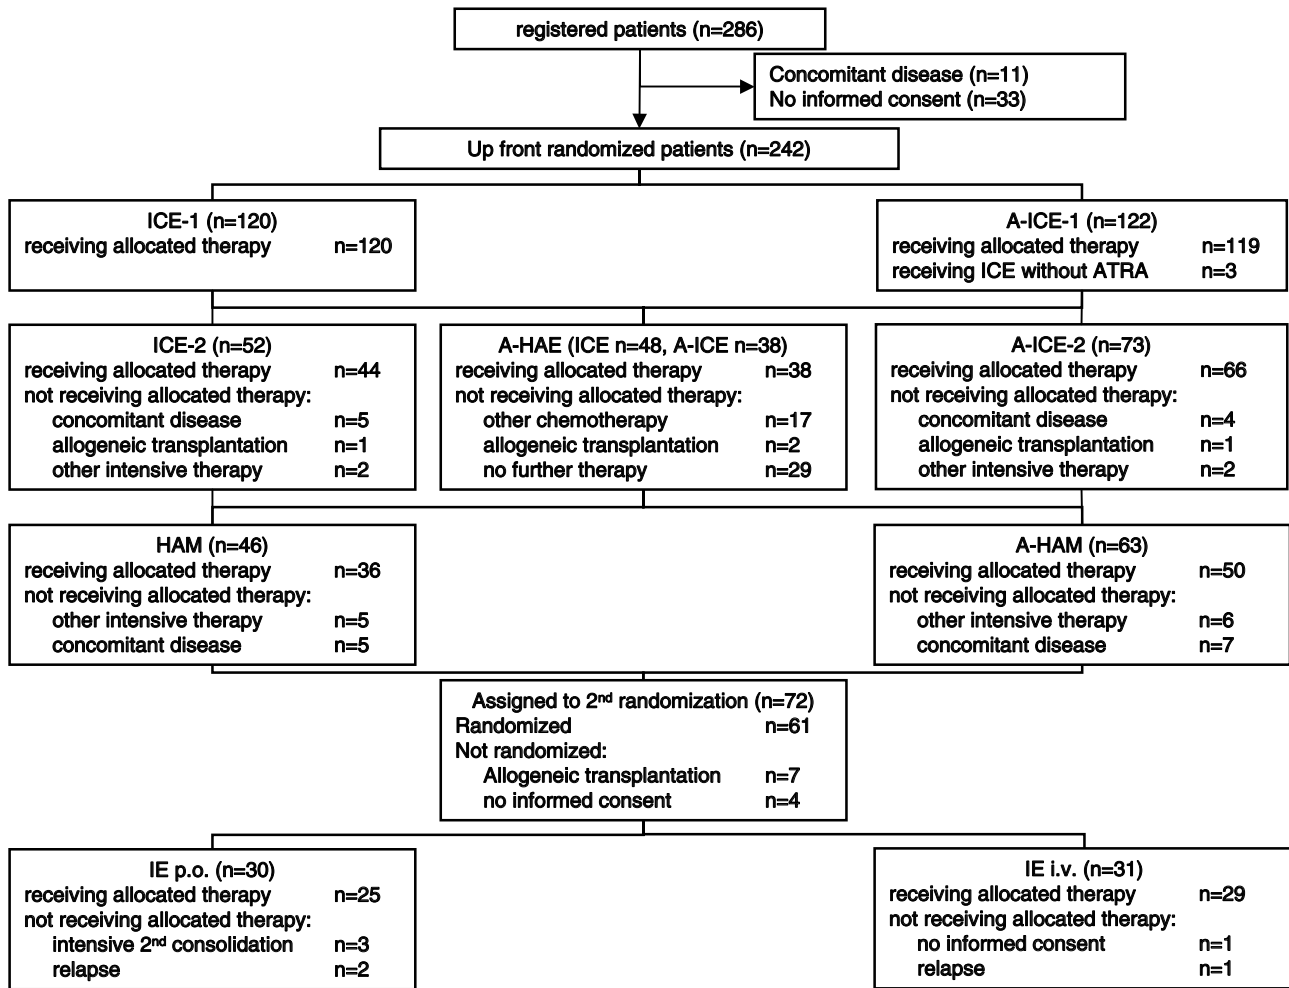 registered patients (n=286)
Concomitant disease (n=11)
No informed consent (n=33)
Up front randomized patients (n=242)
ICE-1 (n=120)
receiving allocated therapy n=120
A-ICE-1 (n=122)
receiving allocated therapy n=119
receiving ICE without ATRA n=3
ICE-2 (n=52)
receiving allocated therapy n=44
not receiving allocated therapy:
concomitant disease n=5
allogeneic transplantation n=1
other intensive therapy n=2
A-HAE (ICE n=48, A-ICE n=38)
receiving allocated therapy n=38
not receiving allocated therapy:
other chemotherapy n=17
allogeneic transplantation n=2
no further therapy n=29
A-ICE-2 (n=73)
receiving allocated therapy n=66
not receiving allocated therapy:
concomitant disease n=4
allogeneic transplantation n=1
other intensive therapy n=2
HAM (n=46)
receiving allocated therapy n=36
not receiving allocated therapy:
other intensive therapy n=5
concomitant disease n=5
A-HAM (n=63)
receiving allocated therapy n=50
not receiving allocated therapy:
other intensive therapy n=6
concomitant disease n=7
Assigned to 2nd randomization (n=72)
Randomized n=61
Not randomized:
Allogeneic transplantation n=7
no informed consent n=4
IE p.o. (n=30)
receiving allocated therapy n=25
not receiving allocated therapy:
intensive 2nd consolidation n=3
relapse n=2
IE i.v. (n=31)
receiving allocated therapy n=29
not receiving allocated therapy:
no informed consent n=1
relapse n=1